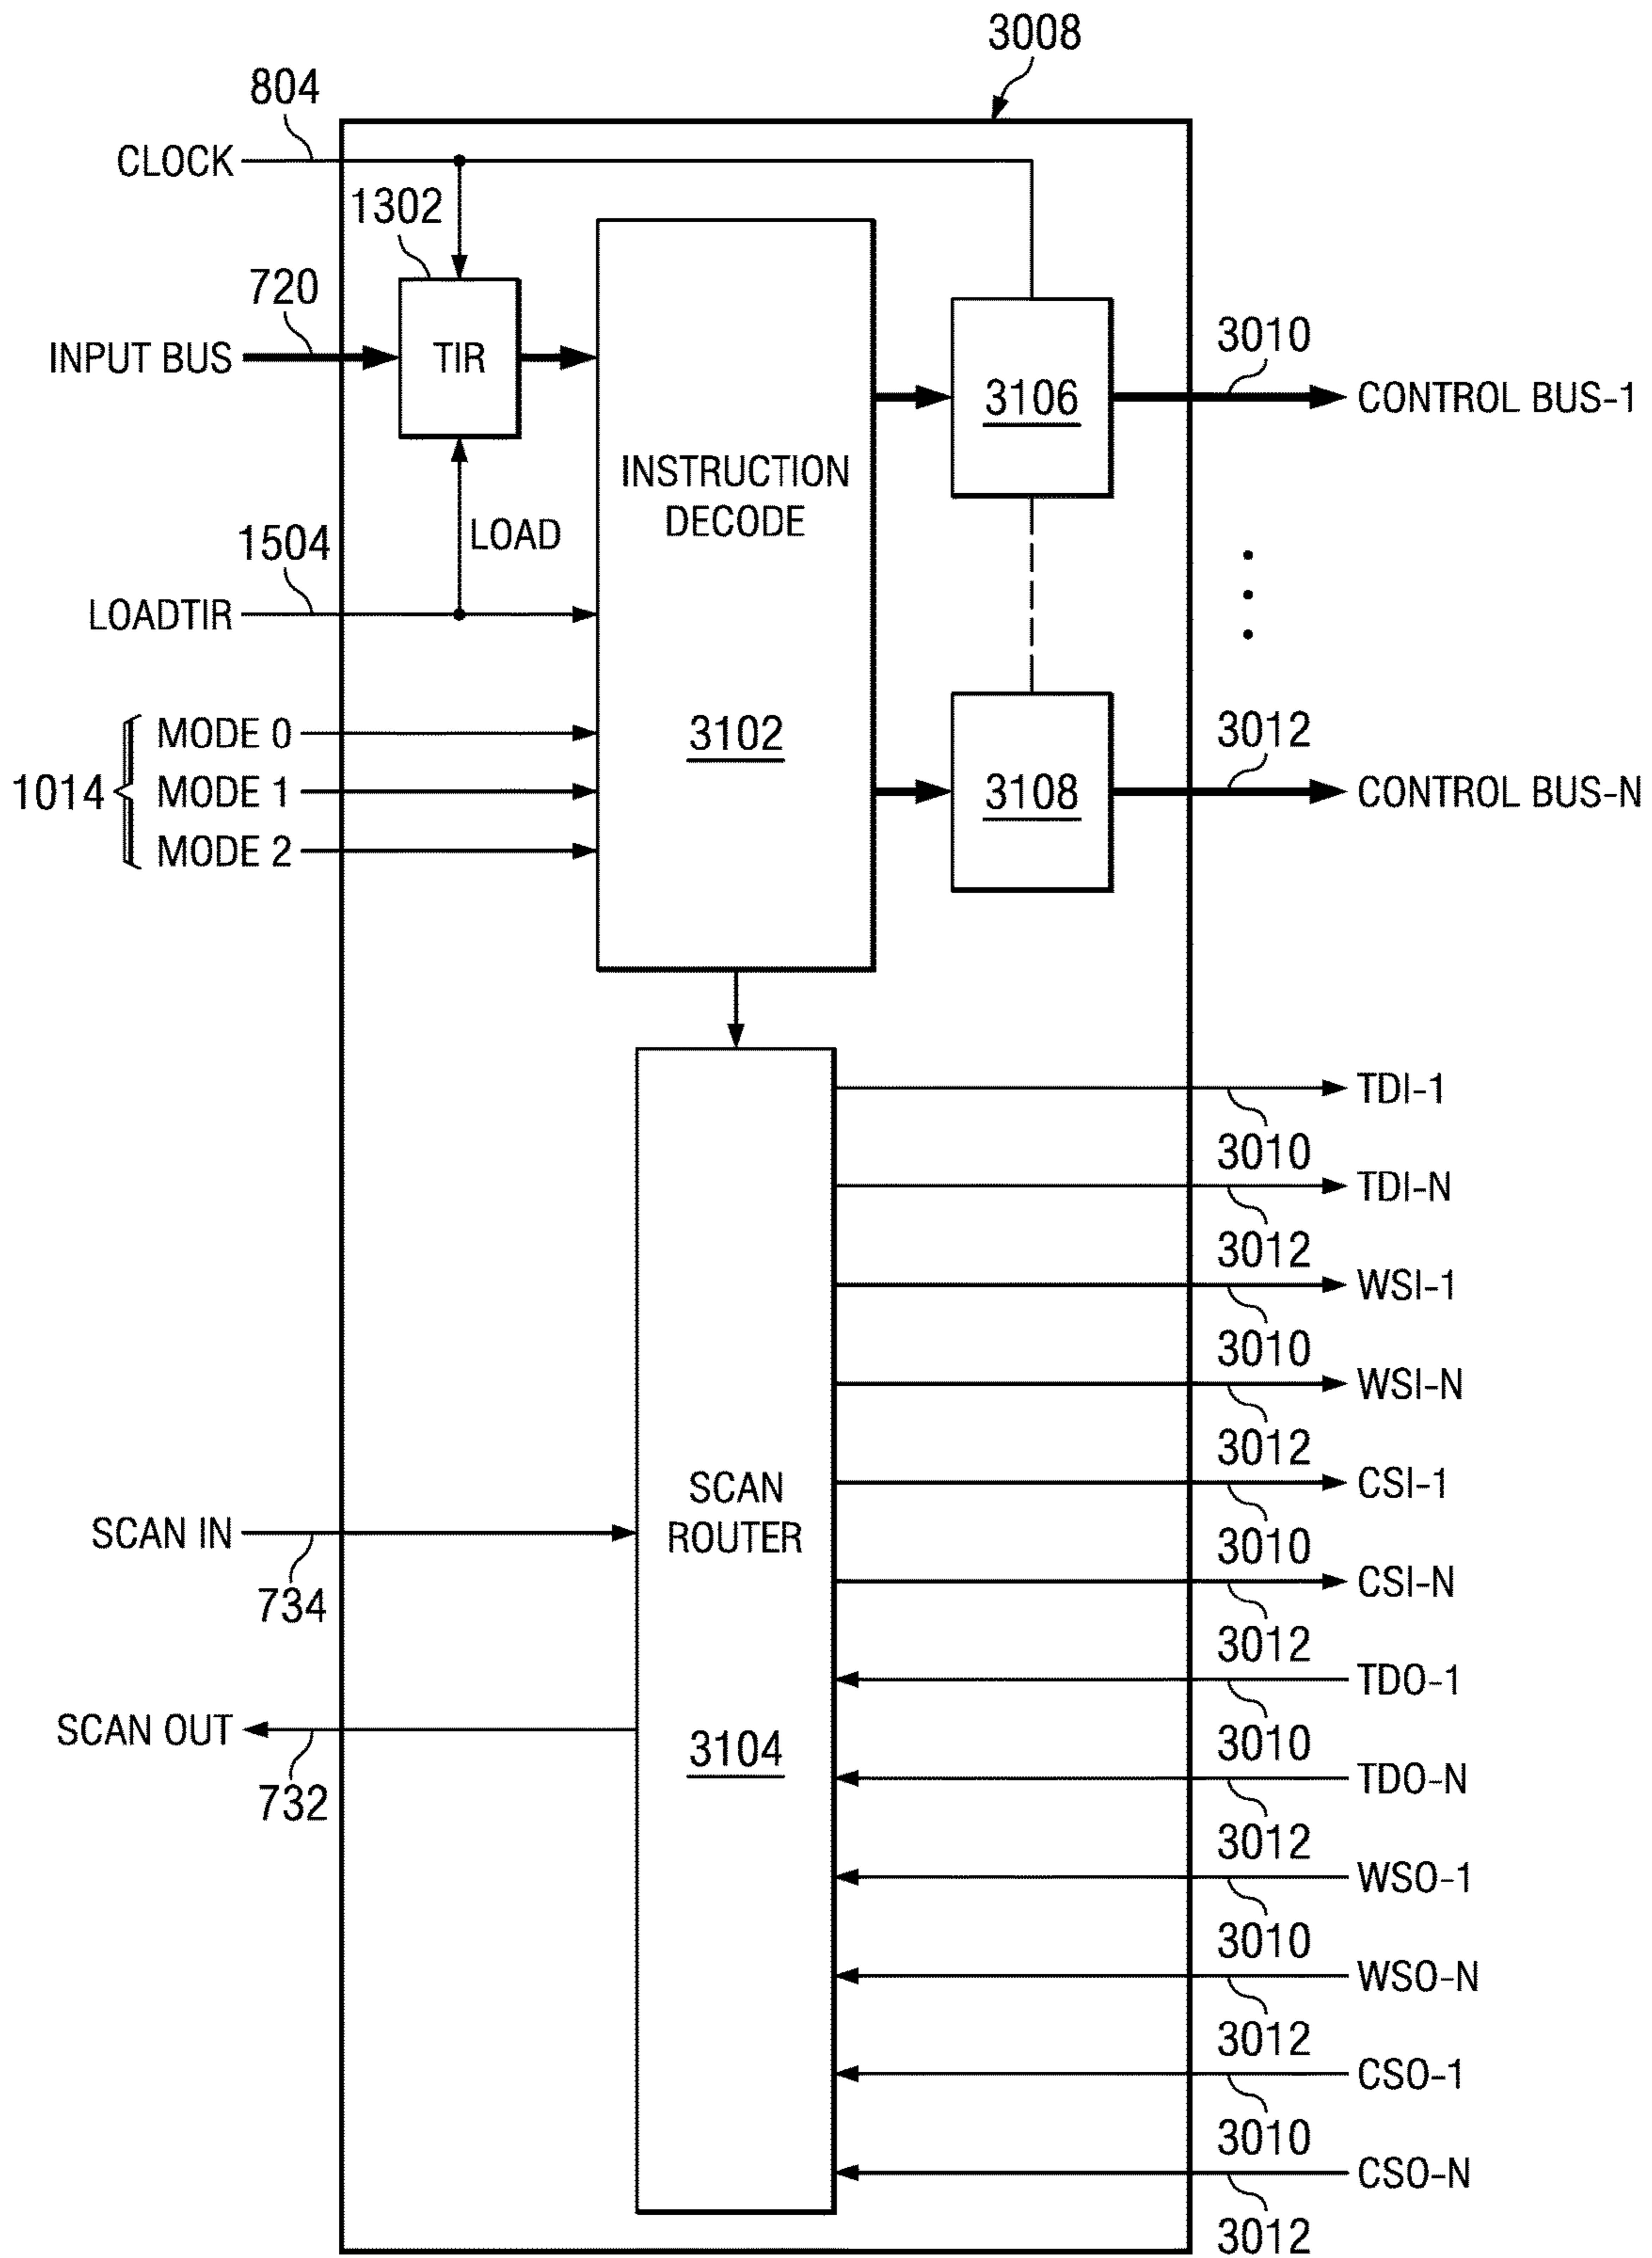 3008
804
CLOCK
1302
720
INPUT BUS
TIR
3010
3106
CONTROL BUS-1
INSTRUCTION
DECODE
1504
LOAD
LOADTIR
3102
3012
MODE 0
1014
MODE 1
MODE 2
3108
CONTROL BUS-N
TDI-1
3010
TDI-N
3012
WSI-1
3010
WSI-N
3012
CSI-1
SCAN
ROUTER
SCAN IN
3010
CSI-N
734
3012
TDO-1
SCAN OUT
3104
3010
TDO-N
732
3012
WSO-1
3010
WSO-N
3012
CSO-1
3010
CSO-N
3012